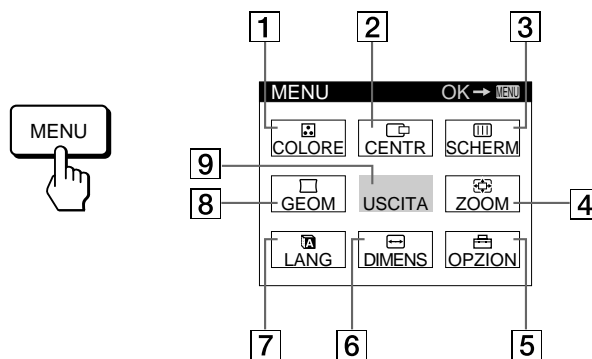 1 2 3
MENU OK → MENU
MENU
COLORE CENTR SCHERM
9
GEOM USCITA ZOOM
8 4
LANG DIMENS OPZION
7 6 5